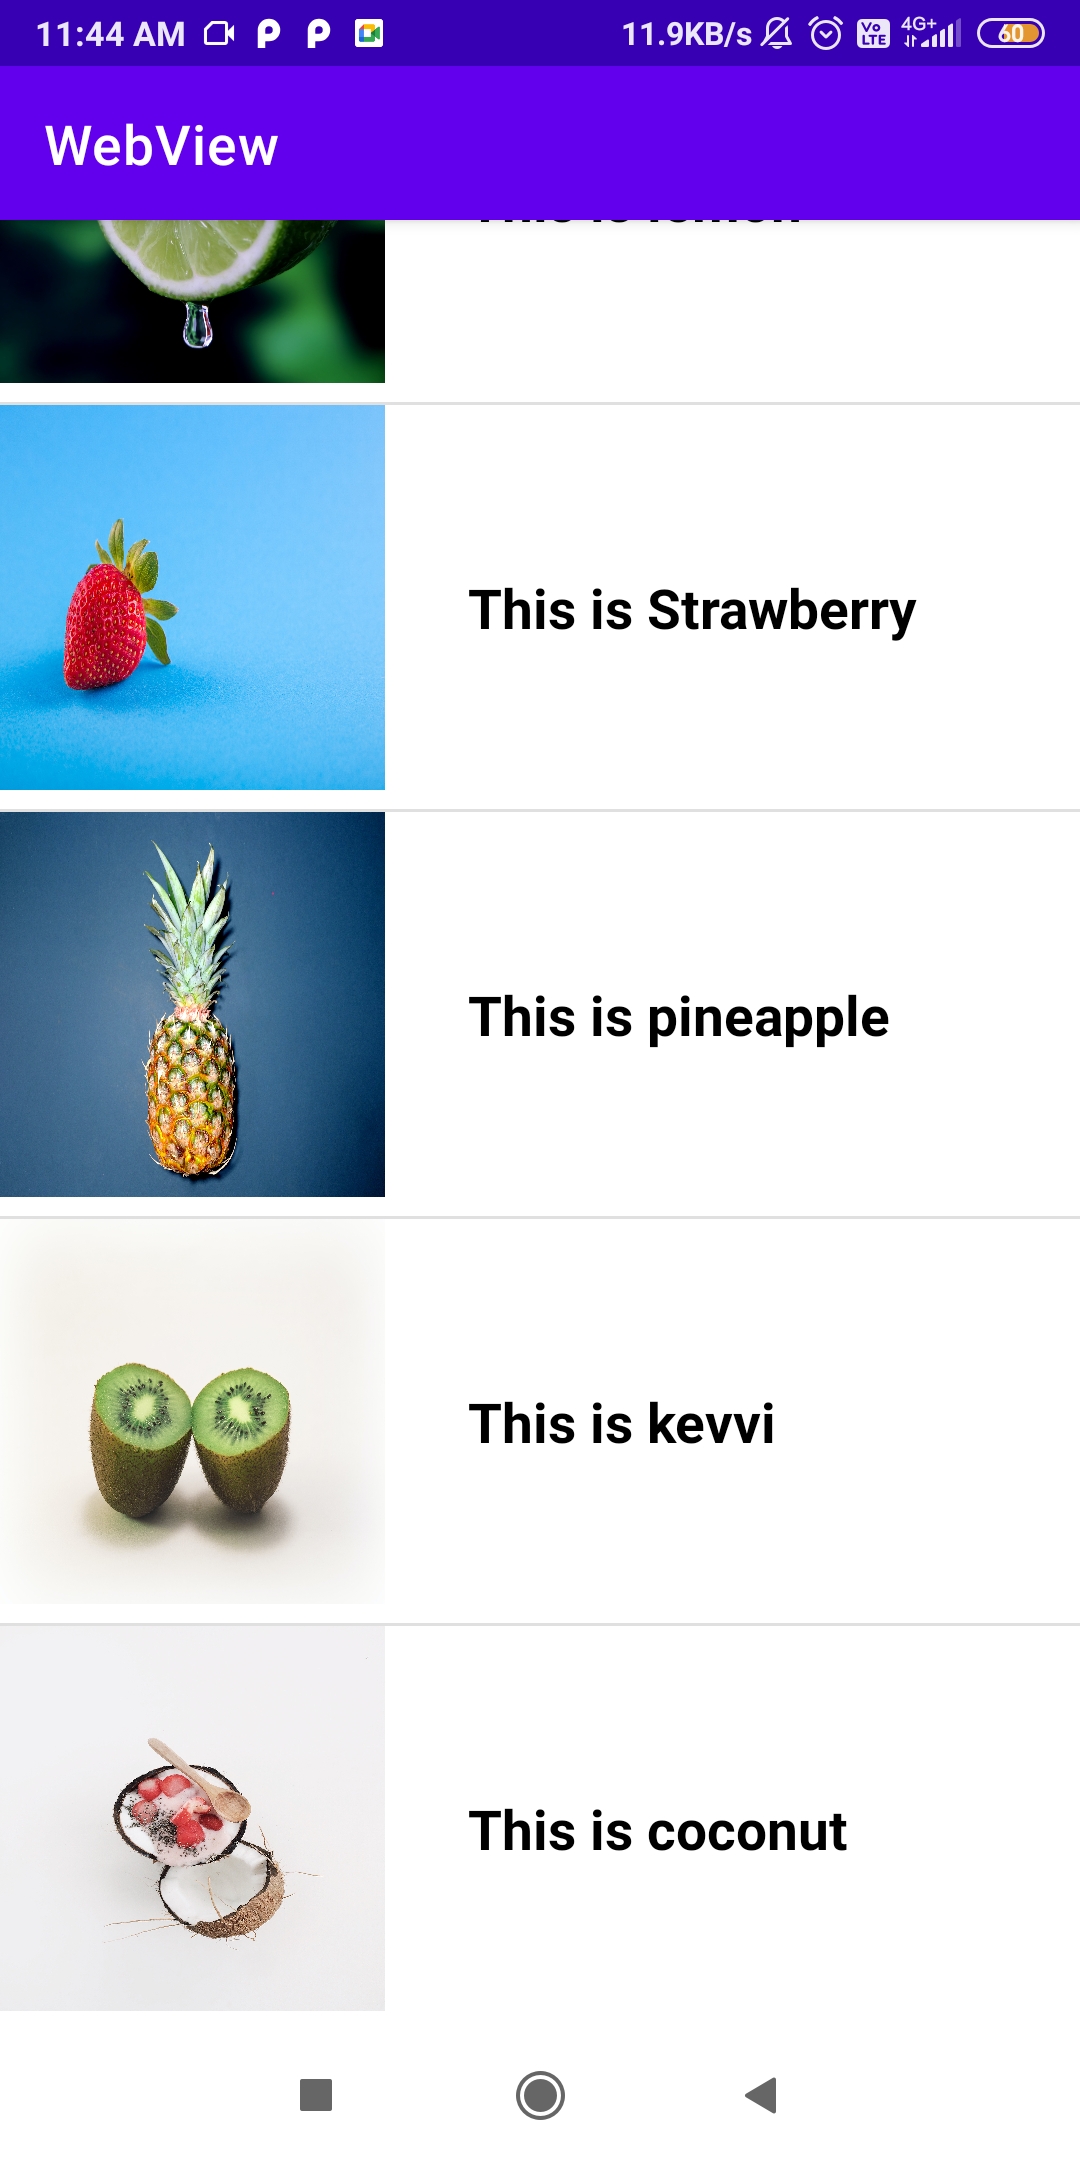 11:44 AM
11.9KB/s
Vo LTE
4G+
60
WebView
This is Strawberry
This is pineapple
This is kevvi
This is coconut